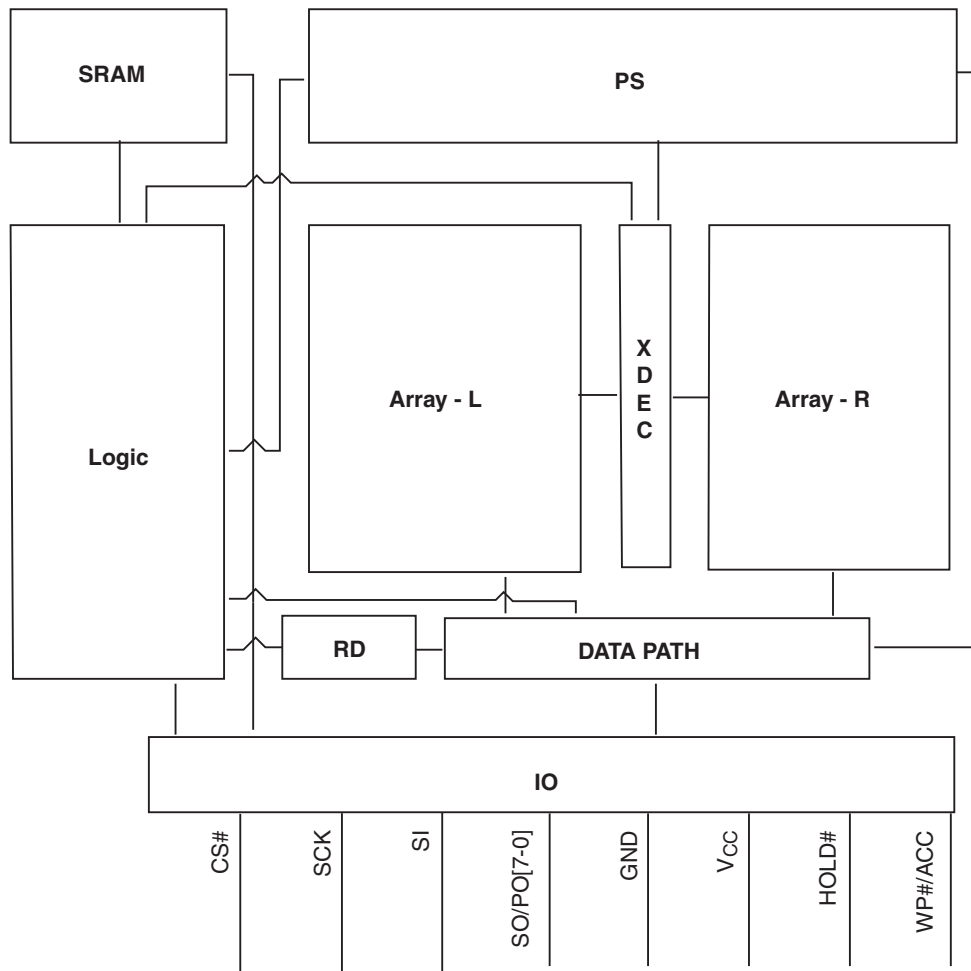 SRAM
PS
Logic
Array - L
X
D
E
C
Array - R
RD
DATA PATH
IO
CS#
SCK
SI
SO/PO[7-0]
GND
VCC
HOLD#
WP#/ACC